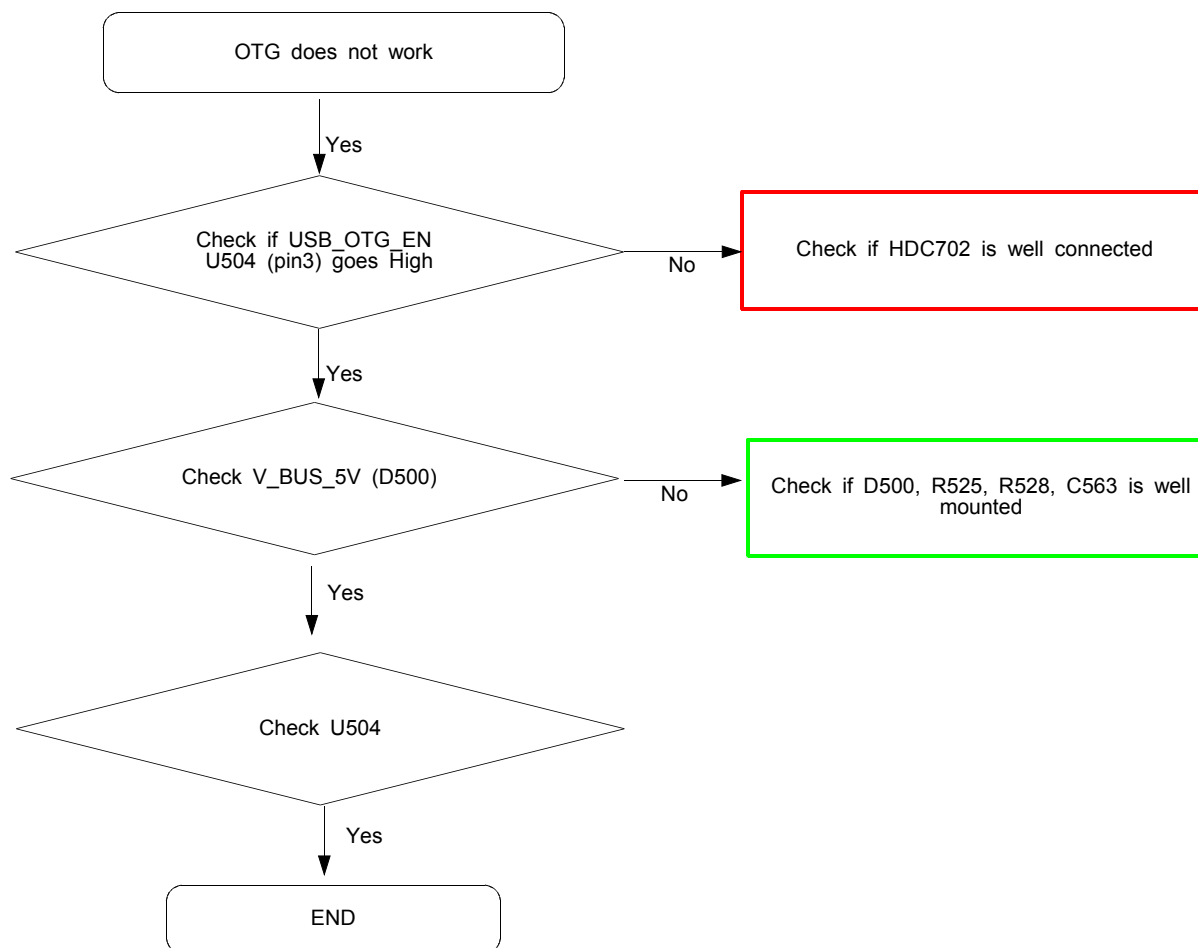 OTG does not work
Yes
Check if USB_OTG_EN
U504 (pin3) goes High
No
Check if HDC702 is well connected
Yes
Check V_BUS_5V (D500)
No
Check if D500, R525, R528, C563 is well
mounted
Yes
Check U504
Yes
END